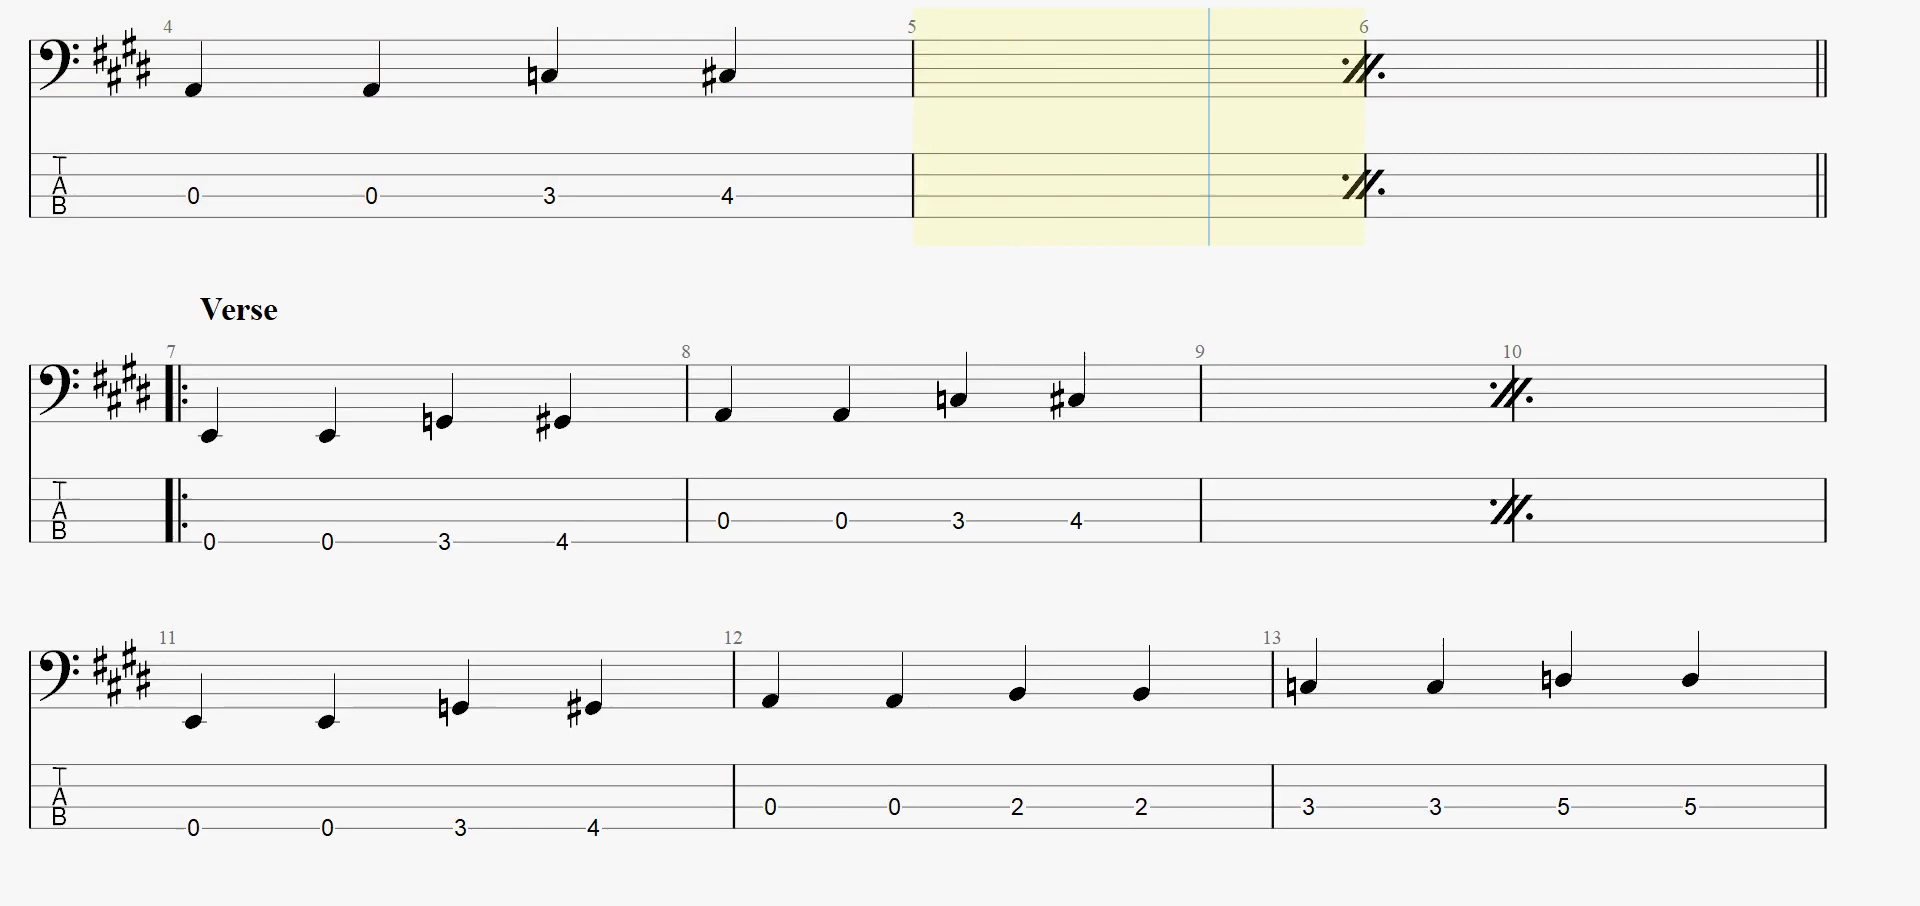 4 5 6
T
A 0 0 3 4
B
Verse
7 8 9 10
T
A 0 0 3 4
B 0 0 3 4
11 12 13
T
A 0 0 2 2 3 3 5 5
B 0 0 3 4